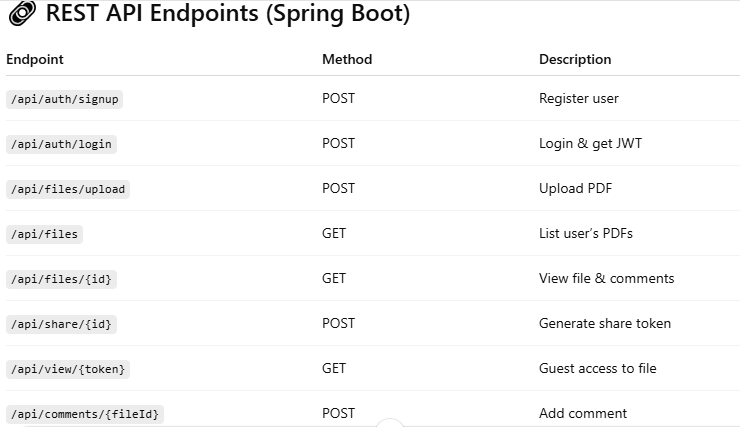 REST API Endpoints (Spring Boot)
Endpoint Method Description
/api/auth/signup POST Register user
/api/auth/login POST Login & get JWT
/api/files/upload POST Upload PDF
/api/files GET List user’s PDFs
/api/files/{id} GET View file & comments
/api/share/{id} POST Generate share token
/api/view/{token} GET Guest access to file
/api/comments/{fileId} POST Add comment